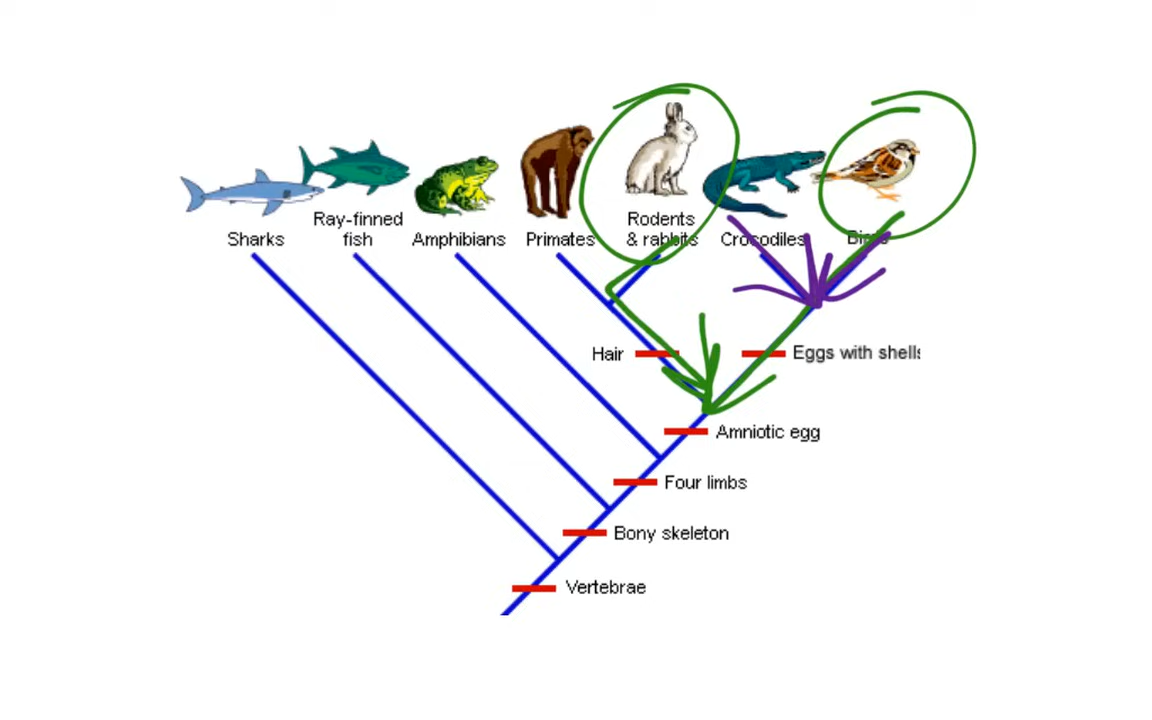 Ray-finned
fish
Rodents
& rabbits
Sharks
Amphibians
Primates
Crocodiles
Birds
Hair
Eggs with shells
Amniotic egg
Four limbs
Bony skeleton
Vertebrae